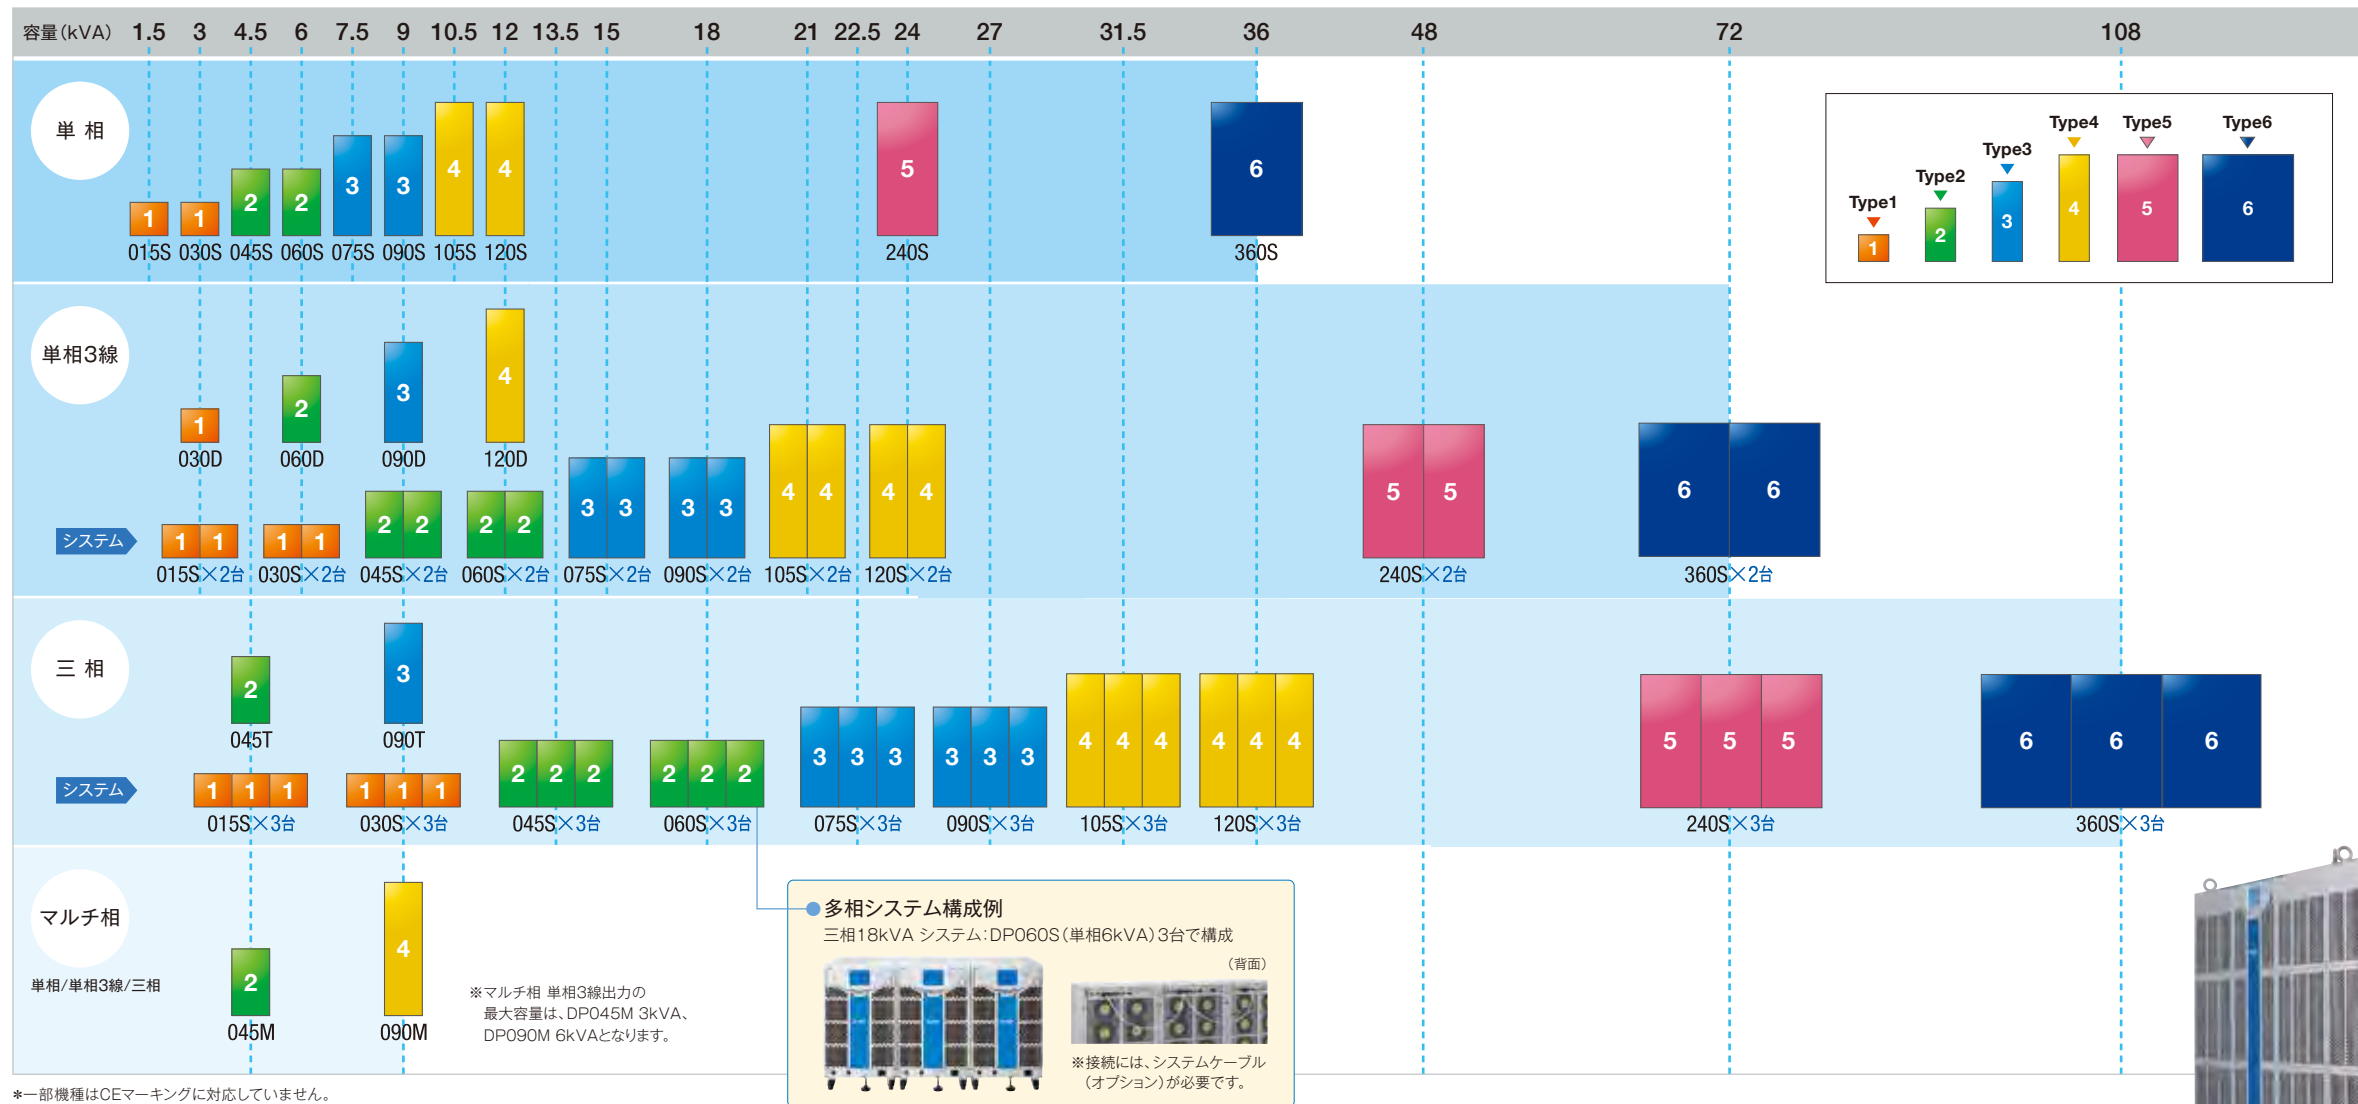 容量(kVA) 1.5 3 4.5 6 7.5 9 10.5 12 13.5 15 18 21 22.5 24 27 31.5 36 48 72 108
単 相
1 1 2 2 3 3 4 4 5 6
015S 030S 045S 060S 075S 090S 105S 120S 240S 360S
Type1 Type2 Type3 Type4 Type5 Type6
1 2 3 4 5 6
単相3線
1 2 3 4
030D 060D 090D 120D
システム
1 1 1 1 2 2 2 2 3 3 3 3 4 4 4 4 5 5 6 6
015S×2台 030S×2台 045S×2台 060S×2台 075S×2台 090S×2台 105S×2台 120S×2台 240S×2台 360S×2台
三 相
2 3
045T 090T
システム
1 1 1 1 1 1 2 2 2 2 2 2 3 3 3 3 3 3 4 4 4 4 4 4 5 5 5 6 6 6
015S×3台 030S×3台 045S×3台 060S×3台 075S×3台 090S×3台 105S×3台 120S×3台 240S×3台 360S×3台
マルチ相
単相/単相3線/三相
2 4
045M 090M
※マルチ相 単相3線出力の
最大容量は、DP045M 3kVA、
DP090M 6kVAとなります。
多相システム構成例
三相18kVA システム:DP060S(単相6kVA)3台で構成
(背面)
※接続には、システムケーブル
(オプション)が必要です。
*一部機種はCEマーキングに対応していません。